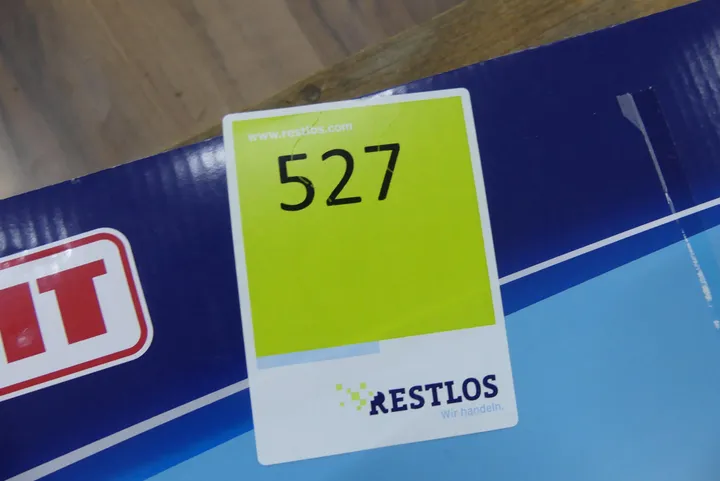 www.restlos.com
527
IT
RESTLOS
Wir handeln.